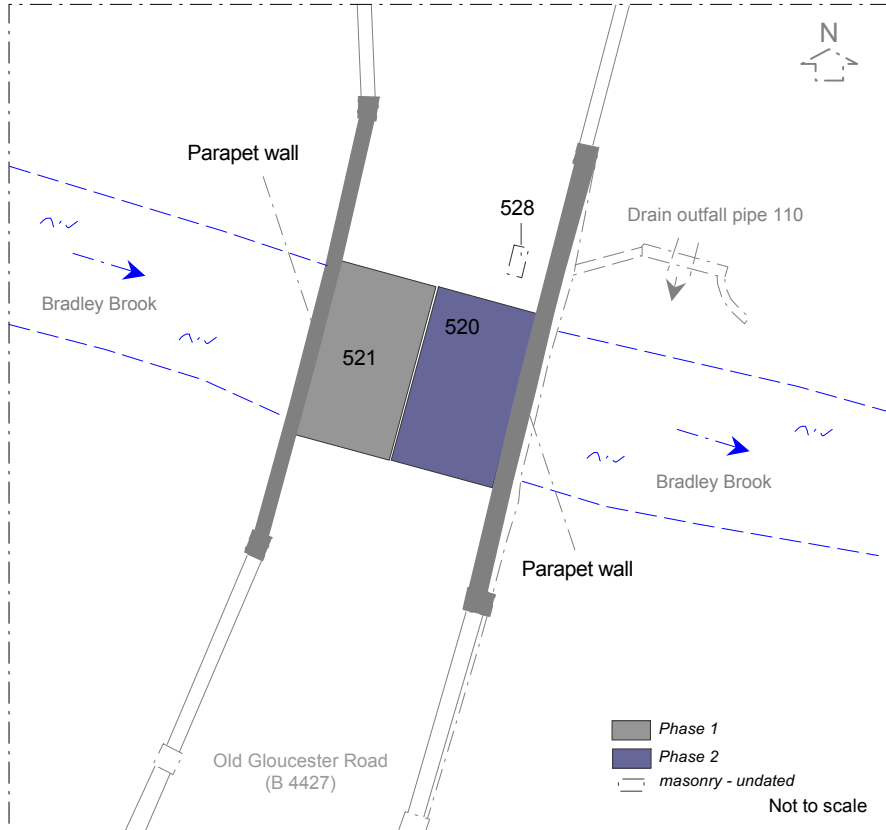 N
Parapet wall
528
Drain outfall pipe 110
Bradley Brook
520
521
Bradley Brook
Parapet wall
Old Gloucester Road
(B 4427)
Phase 1
Phase 2
masonry - undated
Not to scale